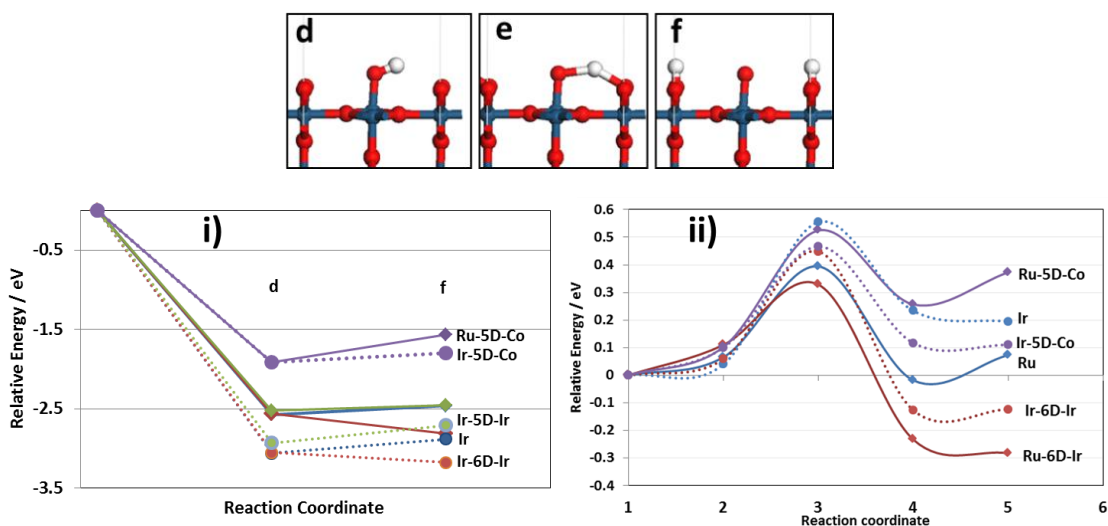 d e f
i)
Relative Energy / eV
-0.5
-1.5
-2.5
-3.5
d f
Ru-5D-Co
Ir-5D-Co
Ir-5D-Ir
Ir
Ir-6D-Ir
Reaction Coordinate
ii)
Relative Energy / eV
0.6
0.5
0.4
0.3
0.2
0.1
0
-0.1
-0.2
-0.3
-0.4
Ru-5D-Co
Ir
Ir-5D-Co
Ru
Ir-6D-Ir
Ru-6D-Ir
1 2 3 4 5 6
Reaction coordinate